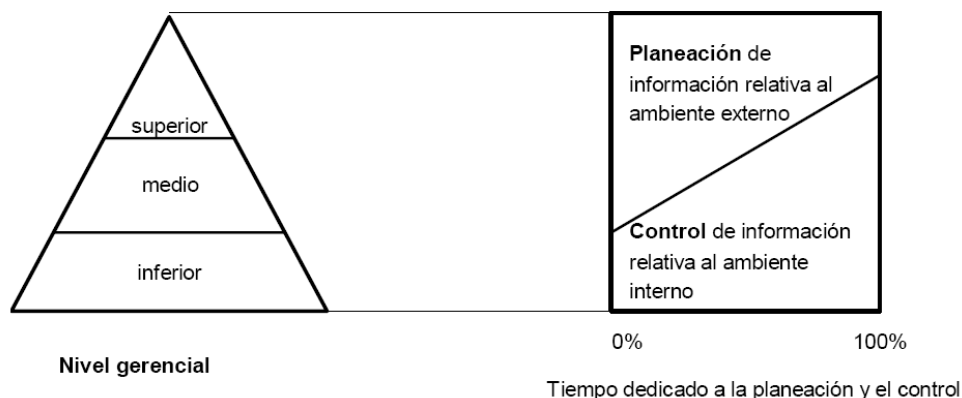 superior
medio
inferior
Nivel gerencial
Planeación de
información relativa al
ambiente externo
Control de información
relativa al ambiente
interno
0%
100%
Tiempo dedicado a la planeación y el control